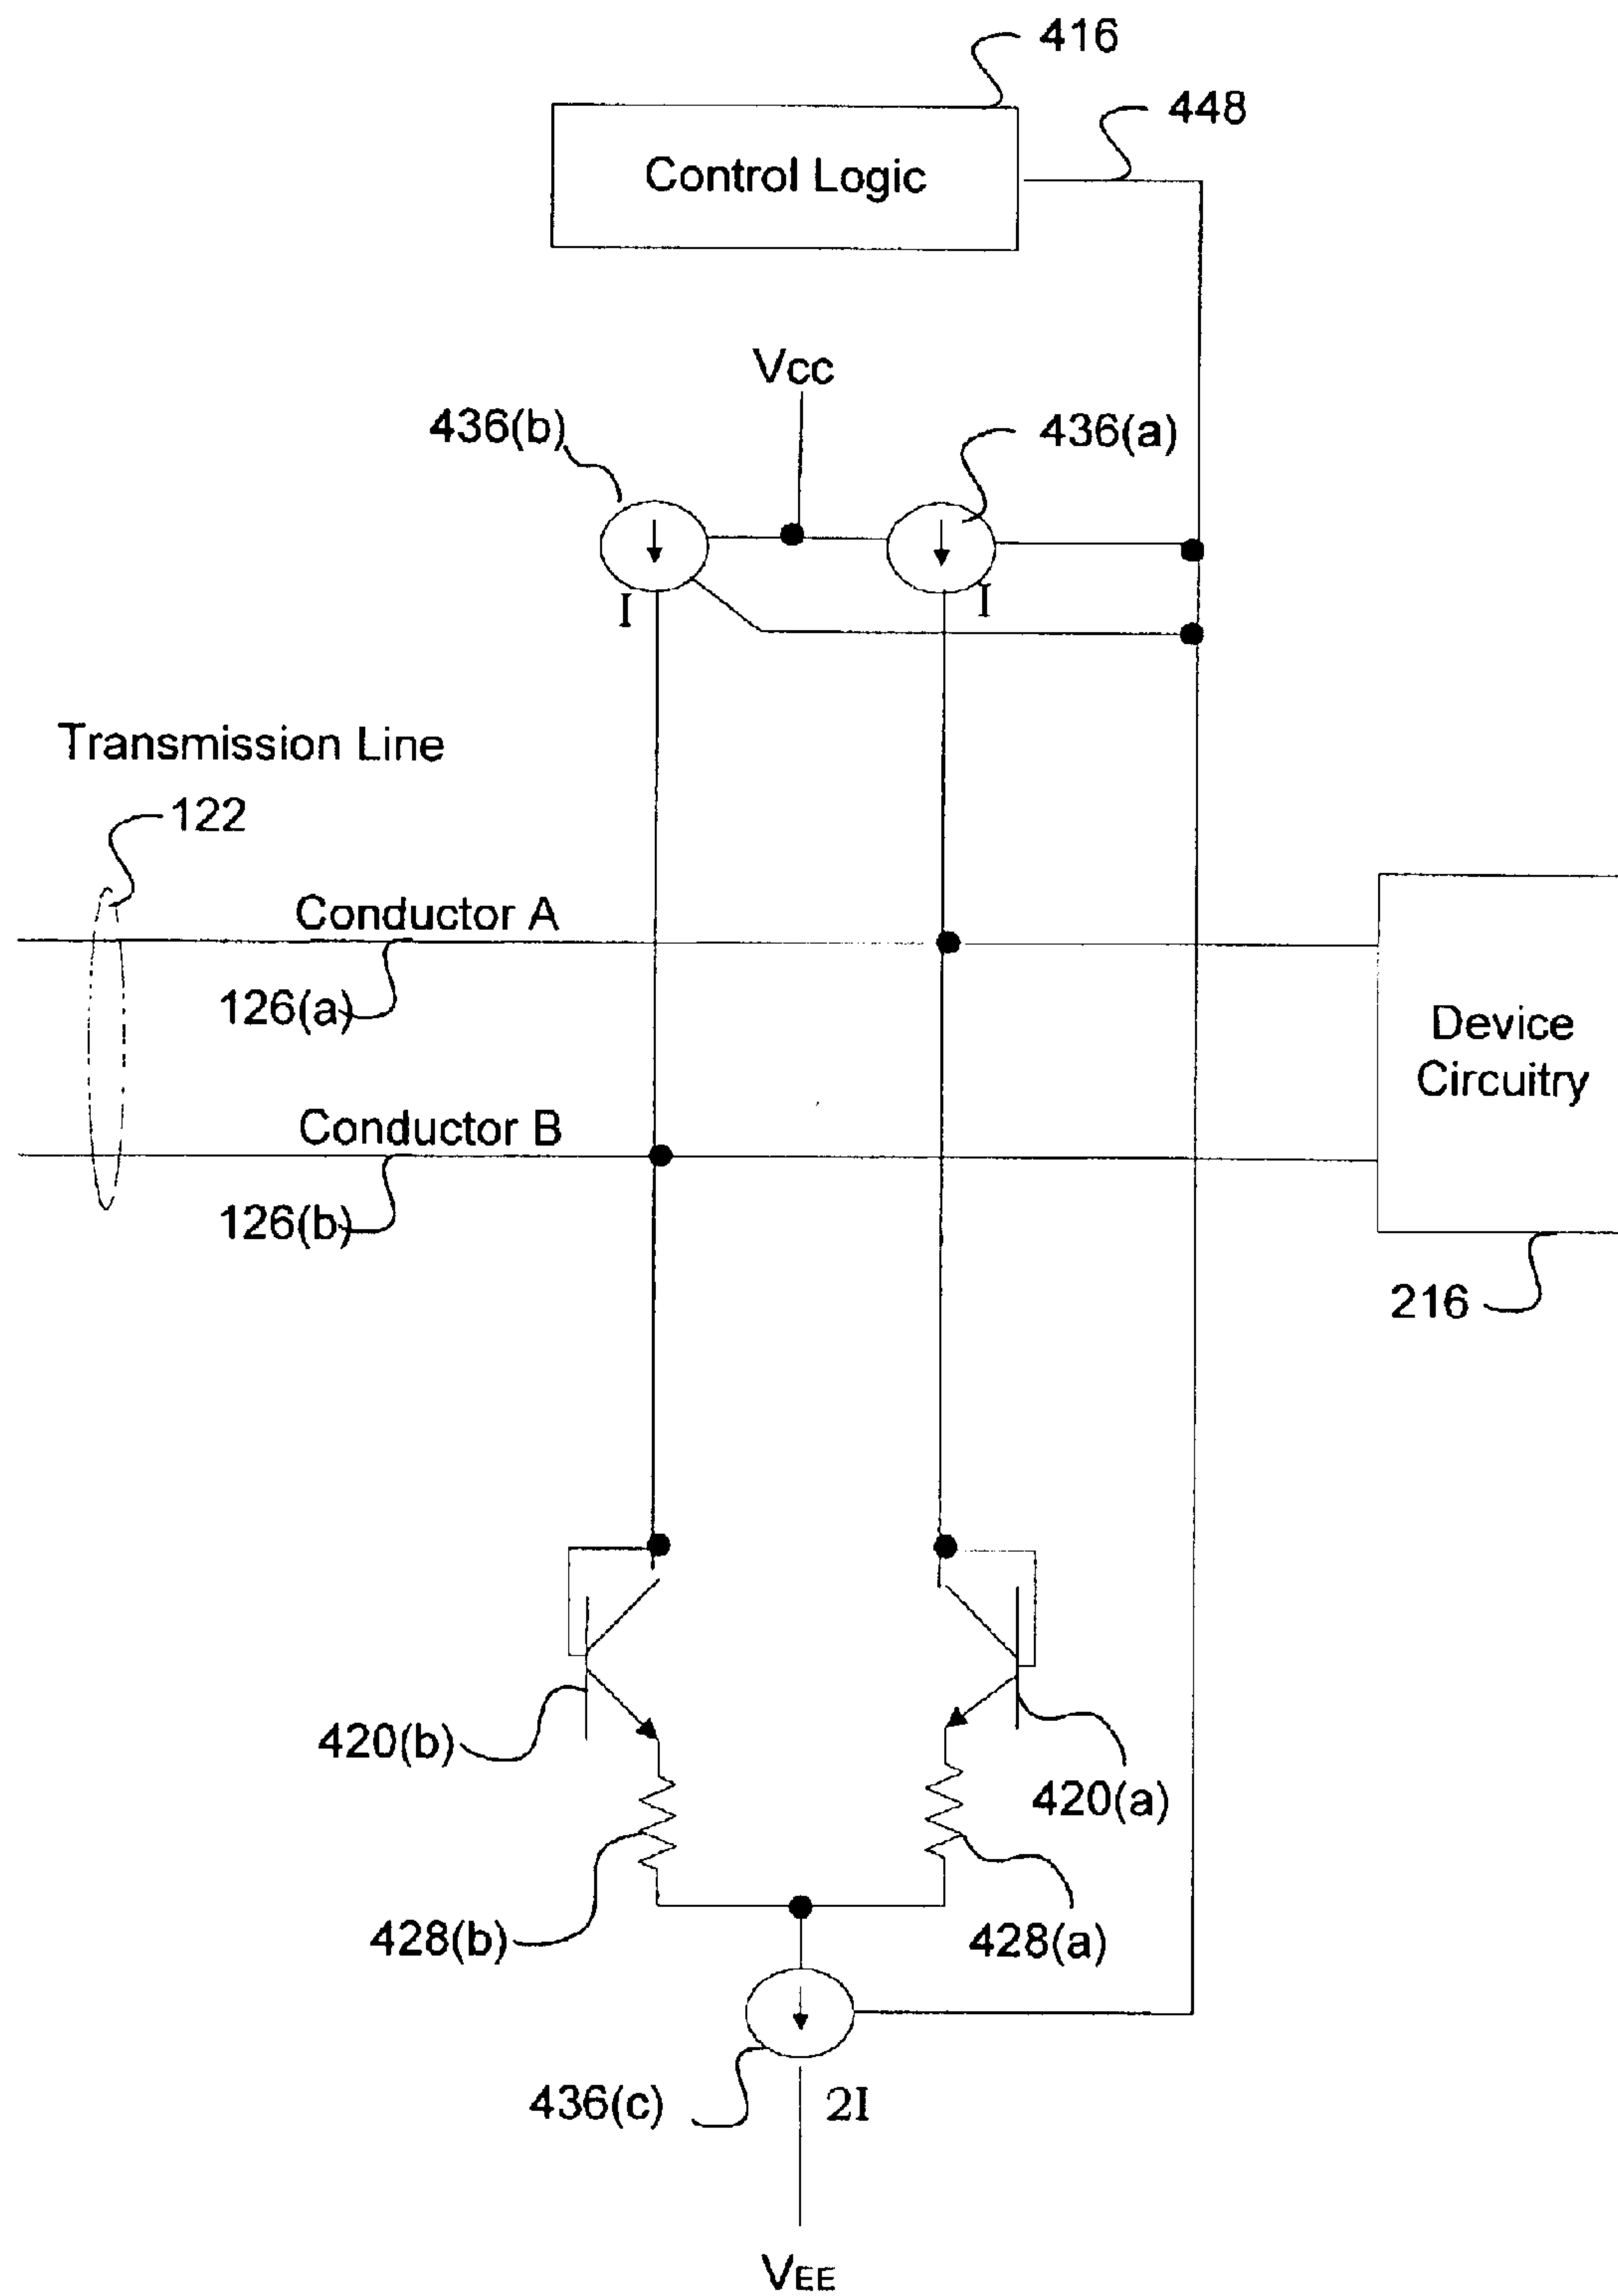 416
448
Control Logic
Vcc
436(b)
436(a)
I
I
Transmission Line
122
Conductor A
126(a)
Device
Circuitry
Conductor B
126(b)
216
420(b)
420(a)
428(b)
428(a)
436(c)
2I
VEE